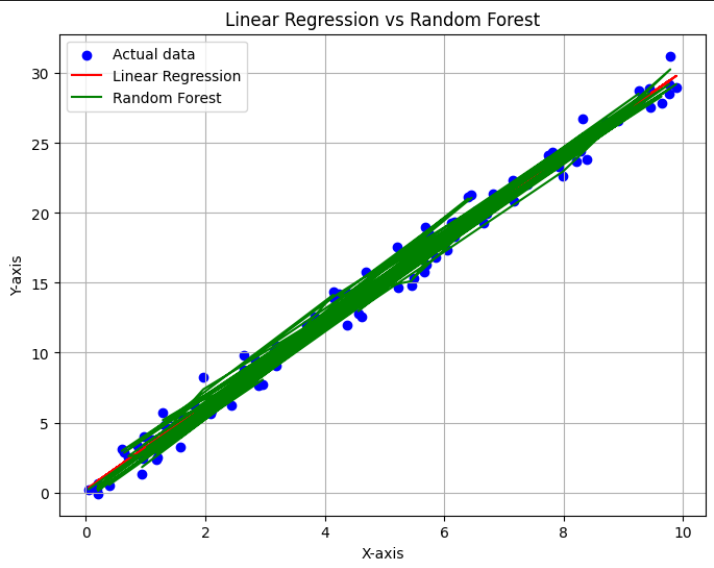 Linear Regression vs Random Forest
Actual data
Linear Regression
Random Forest
30
25
20
15
10
5
0
Y-axis
0 2 4 6 8 10
X-axis